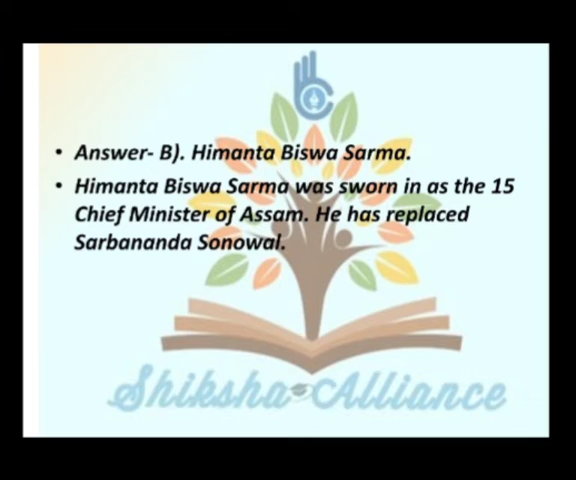 • Answer- B). Himanta Biswa Sarma.
• Himanta Biswa Sarma was sworn in as the 15
Chief Minister of Assam. He has replaced
Sarbananda Sonowal.
Shiksha Alliance